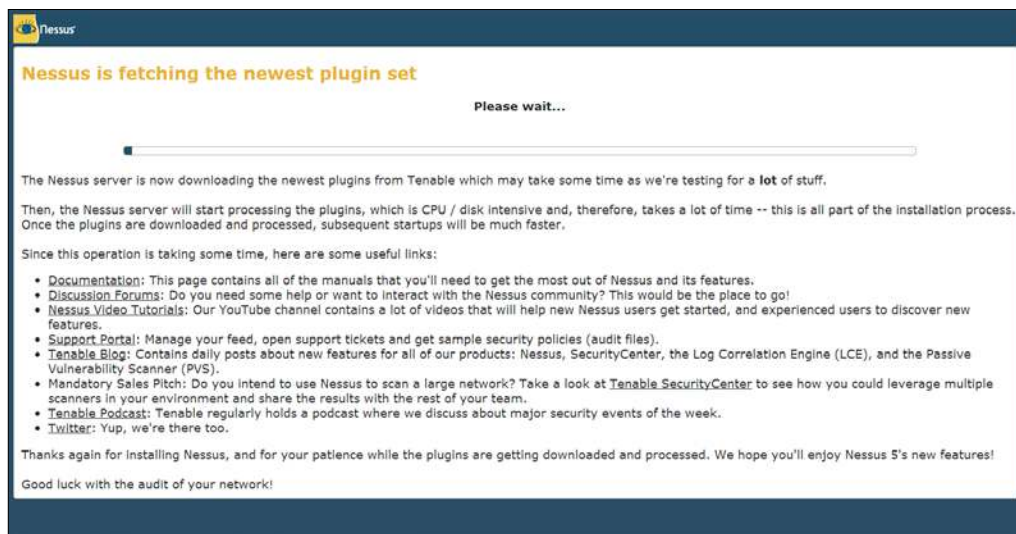 Nessus
Nessus is fetching the newest plugin set
Please wait...
The Nessus server is now downloading the newest plugins from Tenable which may take some time as we're testing for a lot of stuff.
Then, the Nessus server will start processing the plugins, which is CPU / disk intensive and, therefore, takes a lot of time -- this is all part of the installation process.
Once the plugins are downloaded and processed, subsequent startups will be much faster.
Since this operation is taking some time, here are some useful links:
• Documentation: This page contains all of the manuals that you'll need to get the most out of Nessus and its features.
• Discussion Forums: Do you need some help or want to interact with the Nessus community? This would be the place to go!
• Nessus Video Tutorials: Our YouTube channel contains a lot of videos that will help new Nessus users get started, and experienced users to discover new
features.
• Support Portal: Manage your feed, open support tickets and get sample security policies (audit files).
• Tenable Blog: Contains daily posts about new features for all of our products: Nessus, SecurityCenter, the Log Correlation Engine (LCE), and the Passive
Vulnerability Scanner (PVS).
• Mandatory Sales Pitch: Do you intend to use Nessus to scan a large network? Take a look at Tenable SecurityCenter to see how you could leverage multiple
scanners in your environment and share the results with the rest of your team.
• Tenable Podcast: Tenable regularly holds a podcast where we discuss about major security events of the week.
• Twitter: Yup, we're there too.
Thanks again for installing Nessus, and for your patience while the plugins are getting downloaded and processed. We hope you'll enjoy Nessus 5's new features!
Good luck with the audit of your network!